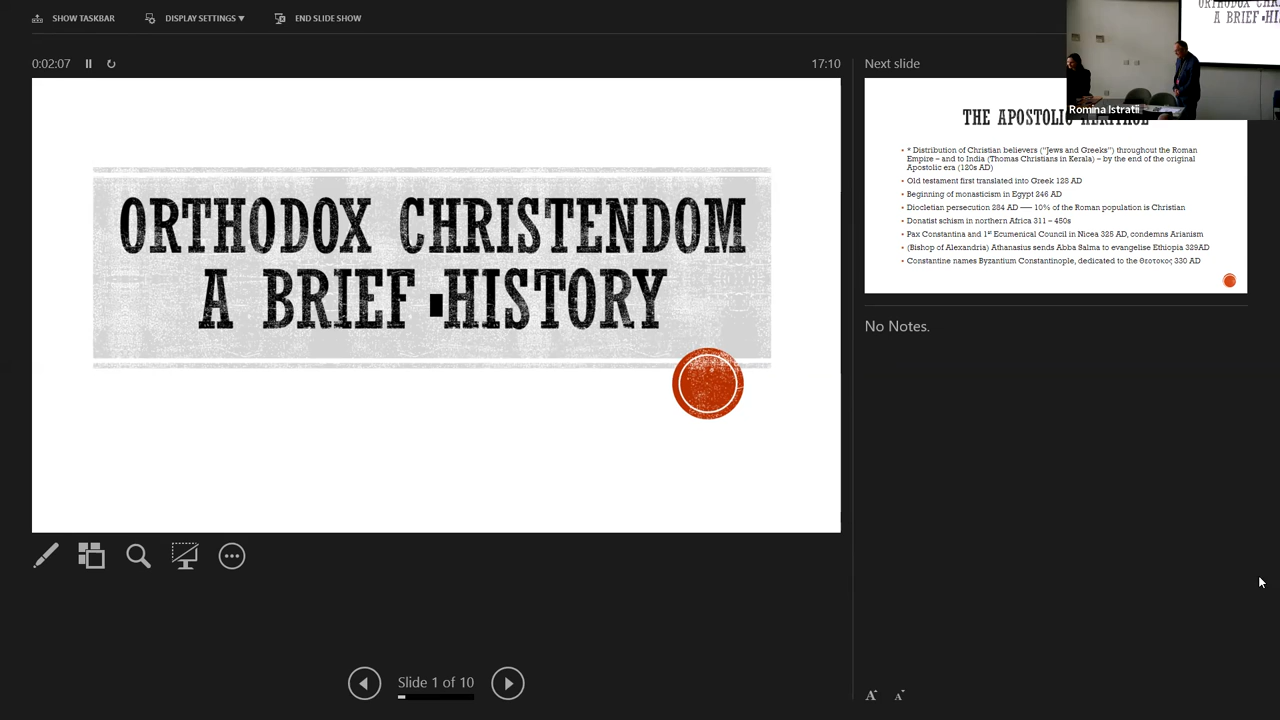 SHOW TASKBAR
DISPLAY SETTINGS ▼
END SLIDE SHOW
0:02:07
17:10
ORTHODOX CHRISTENDOM
A BRIEF HISTORY
Slide 1 of 10
Next slide
A BRIEF HI
Romina Istratii
THE APOSTOLIC HERITAGE
• * Distribution of Christian believers ("Jews and Greeks") throughout the Roman
Empire – and to India (Thomas Christians in Kerala) – by the end of the original
Apostolic era (120s AD)
• Old testament first translated into Greek 128 AD
• Beginning of monasticism in Egypt 246 AD
• Diocletian persecution 284 AD —– 10% of the Roman population is Christian
• Donatist schism in northern Africa 311 – 450s
• Pax Constantina and 1st Ecumenical Council in Nicea 325 AD, condemns Arianism
• (Bishop of Alexandria) Athanasius sends Abba Salma to evangelise Ethiopia 329AD
• Constantine names Byzantium Constantinople, dedicated to the Θεοτοκος 330 AD
No Notes.
A A